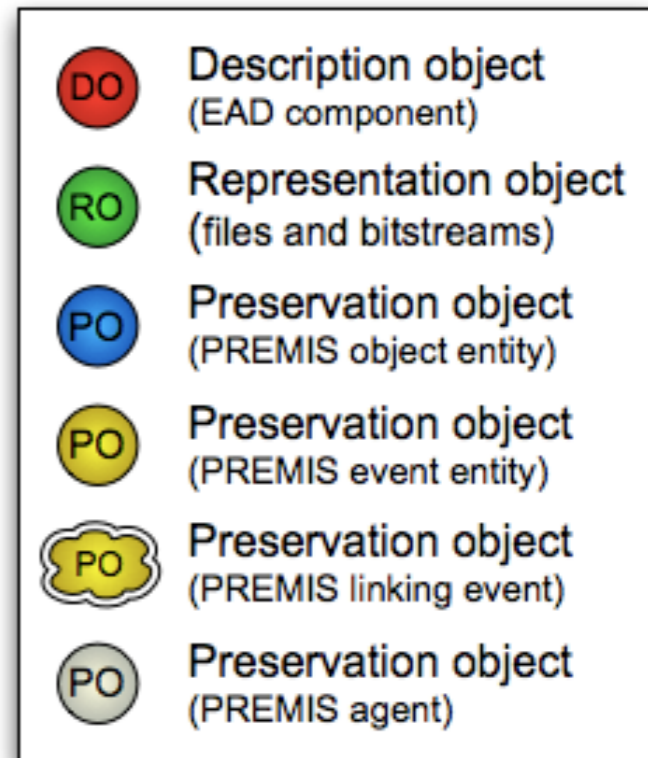 DO Description object
(EAD component)
RO Representation object
(files and bitstreams)
PO Preservation object
(PREMIS object entity)
PO Preservation object
(PREMIS event entity)
PO Preservation object
(PREMIS linking event)
PO Preservation object
(PREMIS agent)